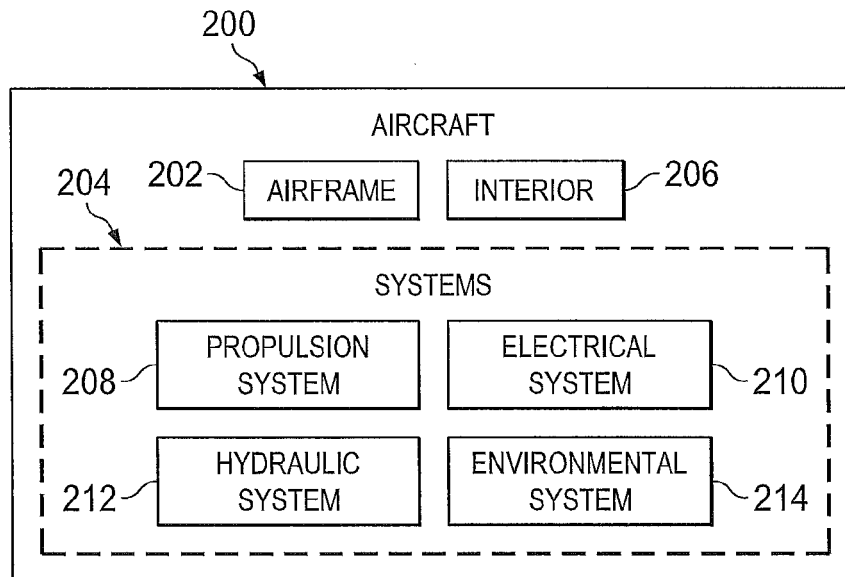 200
AIRCRAFT
202 AIRFRAME INTERIOR 206
204
SYSTEMS
208 PROPULSION SYSTEM ELECTRICAL SYSTEM 210
212 HYDRAULIC SYSTEM ENVIRONMENTAL SYSTEM 214